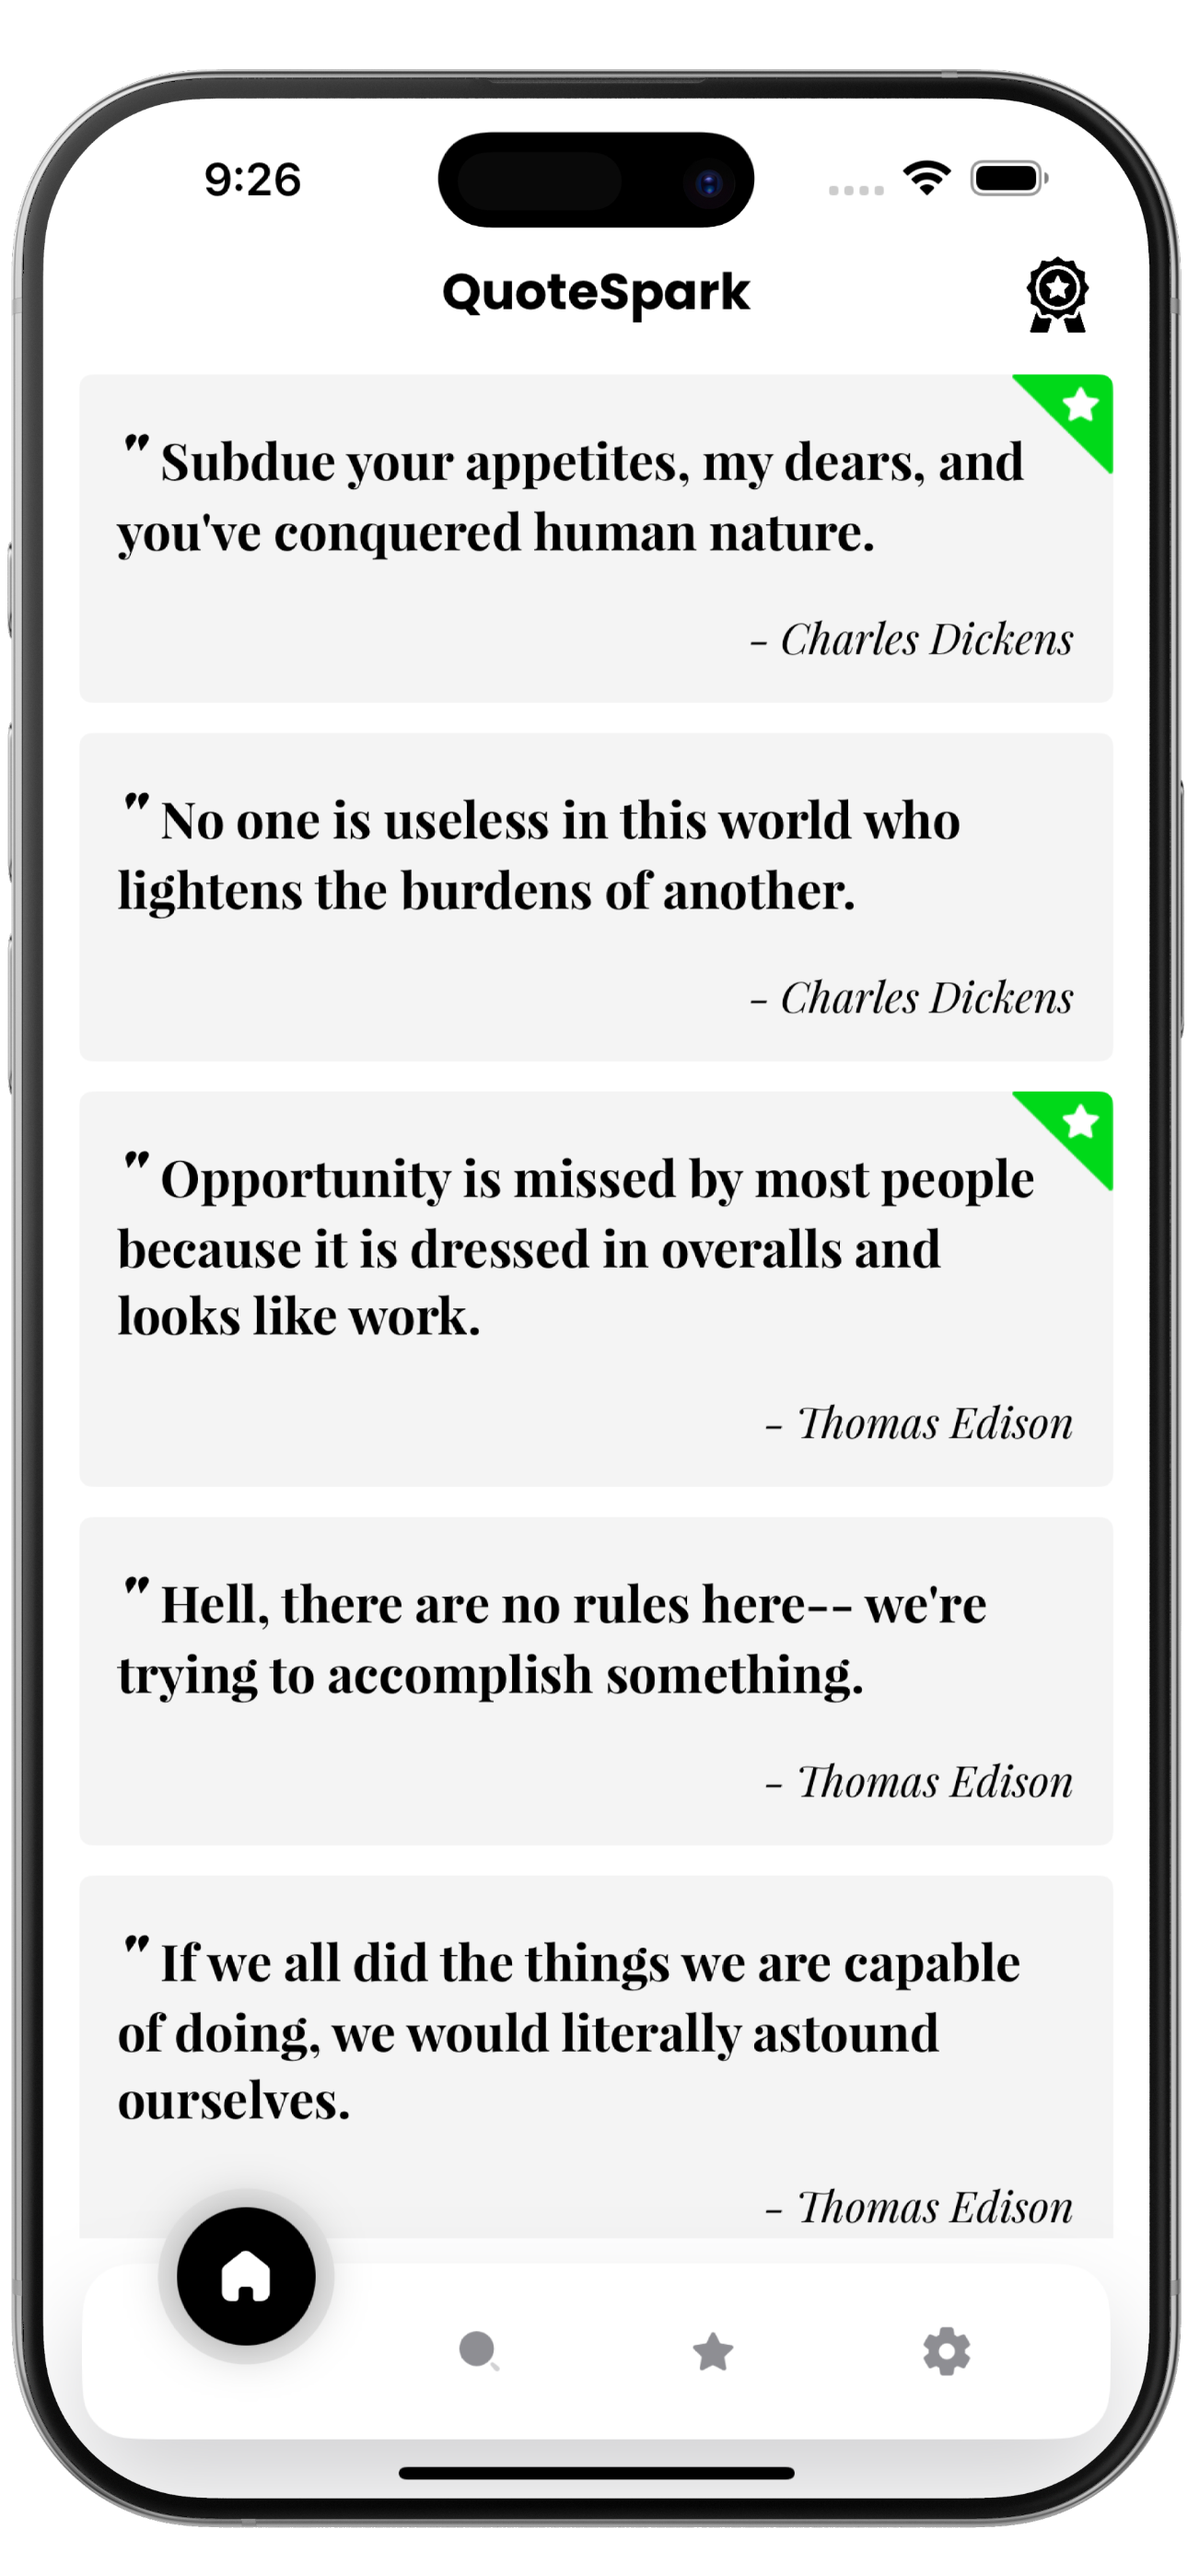 9:26
QuoteSpark
" Subdue your appetites, my dears, and
you've conquered human nature.
- Charles Dickens
" No one is useless in this world who
lightens the burdens of another.
- Charles Dickens
" Opportunity is missed by most people
because it is dressed in overalls and
looks like work.
- Thomas Edison
" Hell, there are no rules here-- we're
trying to accomplish something.
- Thomas Edison
" If we all did the things we are capable
of doing, we would literally astound
ourselves.
- Thomas Edison